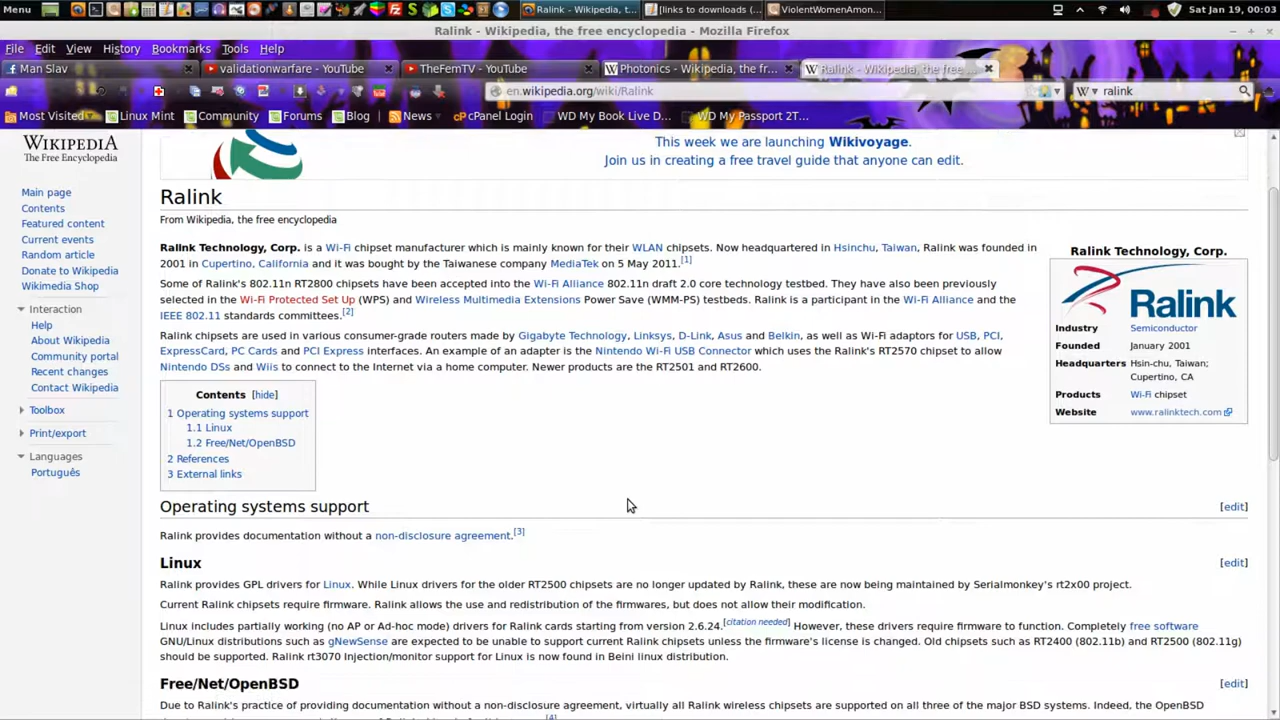 Menu
Ralink - Wikipedia, t...
[links to downloads (...
ViolentWomenAmon...
Sat Jan 19, 00:03
Ralink - Wikipedia, the free encyclopedia - Mozilla Firefox
File Edit View History Bookmarks Tools Help
Man Slav
validationwarfare - YouTube
TheFemTV - YouTube
Photonics - Wikipedia, the fr...
Ralink - Wikipedia, the free ...
en.wikipedia.org/wiki/Ralink
ralink
Most Visited Linux Mint Community Forums Blog News cPanel Login WD My Book Live D... WD My Passport 2T...
WIKIPEDIA
The Free Encyclopedia
Main page
Contents
Featured content
Current events
Random article
Donate to Wikipedia
Wikimedia Shop
Interaction
Help
About Wikipedia
Community portal
Recent changes
Contact Wikipedia
Toolbox
Print/export
Languages
Português
This week we are launching Wikivoyage.
Join us in creating a free travel guide that anyone can edit.
Ralink
From Wikipedia, the free encyclopedia
Ralink Technology, Corp. is a Wi-Fi chipset manufacturer which is mainly known for their WLAN chipsets. Now headquartered in Hsinchu, Taiwan, Ralink was founded in
2001 in Cupertino, California and it was bought by the Taiwanese company MediaTek on 5 May 2011.[1]
Some of Ralink's 802.11n RT2800 chipsets have been accepted into the Wi-Fi Alliance 802.11n draft 2.0 core technology testbed. They have also been previously
selected in the Wi-Fi Protected Set Up (WPS) and Wireless Multimedia Extensions Power Save (WMM-PS) testbeds. Ralink is a participant in the Wi-Fi Alliance and the
IEEE 802.11 standards committees.[2]
Ralink chipsets are used in various consumer-grade routers made by Gigabyte Technology, Linksys, D-Link, Asus and Belkin, as well as Wi-Fi adaptors for USB, PCI,
ExpressCard, PC Cards and PCI Express interfaces. An example of an adapter is the Nintendo Wi-Fi USB Connector which uses the Ralink's RT2570 chipset to allow
Nintendo DSs and Wiis to connect to the Internet via a home computer. Newer products are the RT2501 and RT2600.
Ralink Technology, Corp.
Ralink
Industry Semiconductor
Founded January 2001
Headquarters Hsin-chu, Taiwan;
Cupertino, CA
Products Wi-Fi chipset
Website www.ralinktech.com
Contents [hide]
1 Operating systems support
1.1 Linux
1.2 Free/Net/OpenBSD
2 References
3 External links
Operating systems support [edit]
Ralink provides documentation without a non-disclosure agreement.[3]
Linux [edit]
Ralink provides GPL drivers for Linux. While Linux drivers for the older RT2500 chipsets are no longer updated by Ralink, these are now being maintained by Serialmonkey's rt2x00 project.
Current Ralink chipsets require firmware. Ralink allows the use and redistribution of the firmwares, but does not allow their modification.
Linux includes partially working (no AP or Ad-hoc mode) drivers for Ralink cards starting from version 2.6.24.[citation needed] However, these drivers require firmware to function. Completely free software
GNU/Linux distributions such as gNewSense are expected to be unable to support current Ralink chipsets unless the firmware's license is changed. Old chipsets such as RT2400 (802.11b) and RT2500 (802.11g)
should be supported. Ralink rt3070 Injection/monitor support for Linux is now found in Beini linux distribution.
Free/Net/OpenBSD [edit]
Due to Ralink's practice of providing documentation without a non-disclosure agreement, virtually all Ralink wireless chipsets are supported on all three of the major BSD systems. Indeed, the OpenBSD
[4]